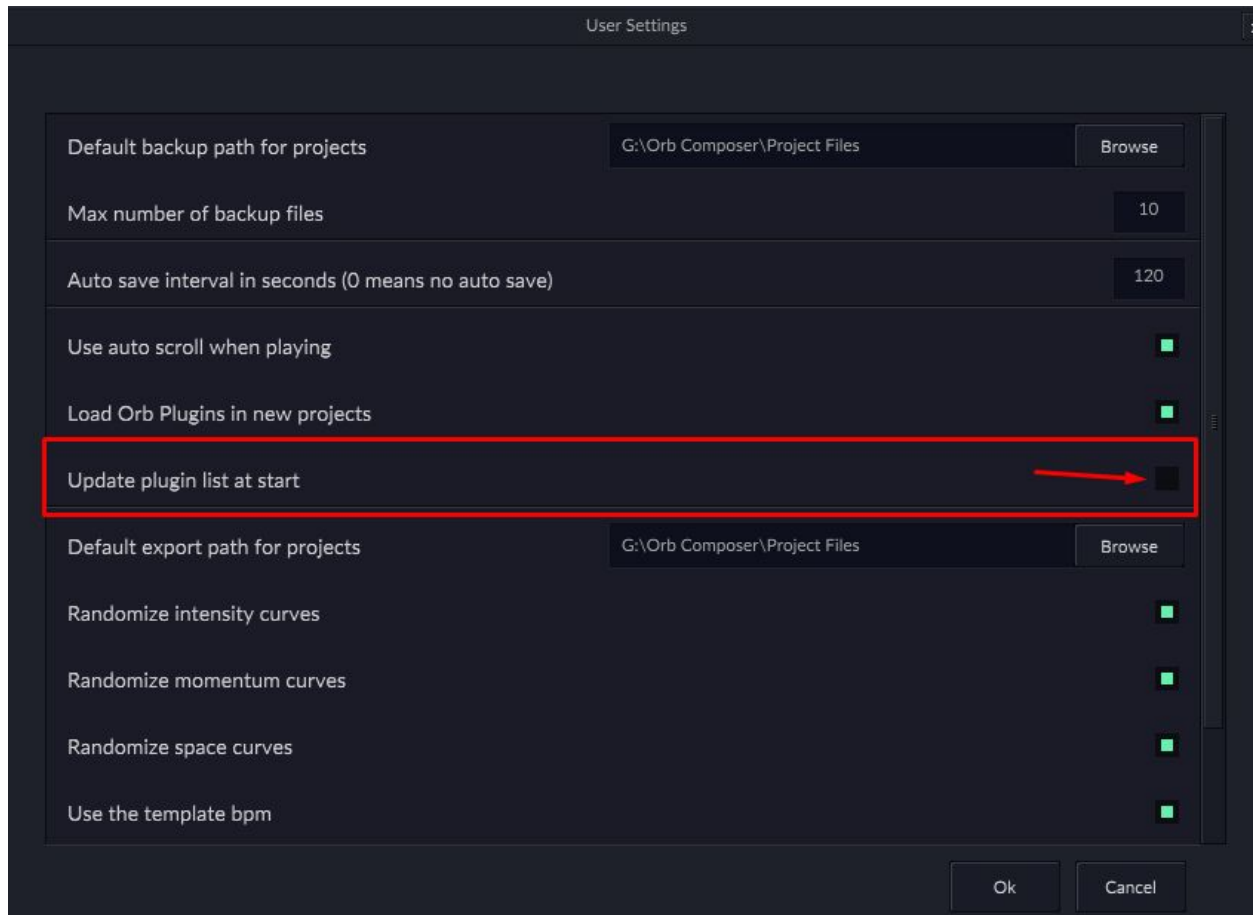 User Settings
Default backup path for projects G:\Orb Composer\Project Files Browse
Max number of backup files 10
Auto save interval in seconds (0 means no auto save) 120
Use auto scroll when playing
Load Orb Plugins in new projects
Update plugin list at start
Default export path for projects G:\Orb Composer\Project Files Browse
Randomize intensity curves
Randomize momentum curves
Randomize space curves
Use the template bpm
Ok Cancel